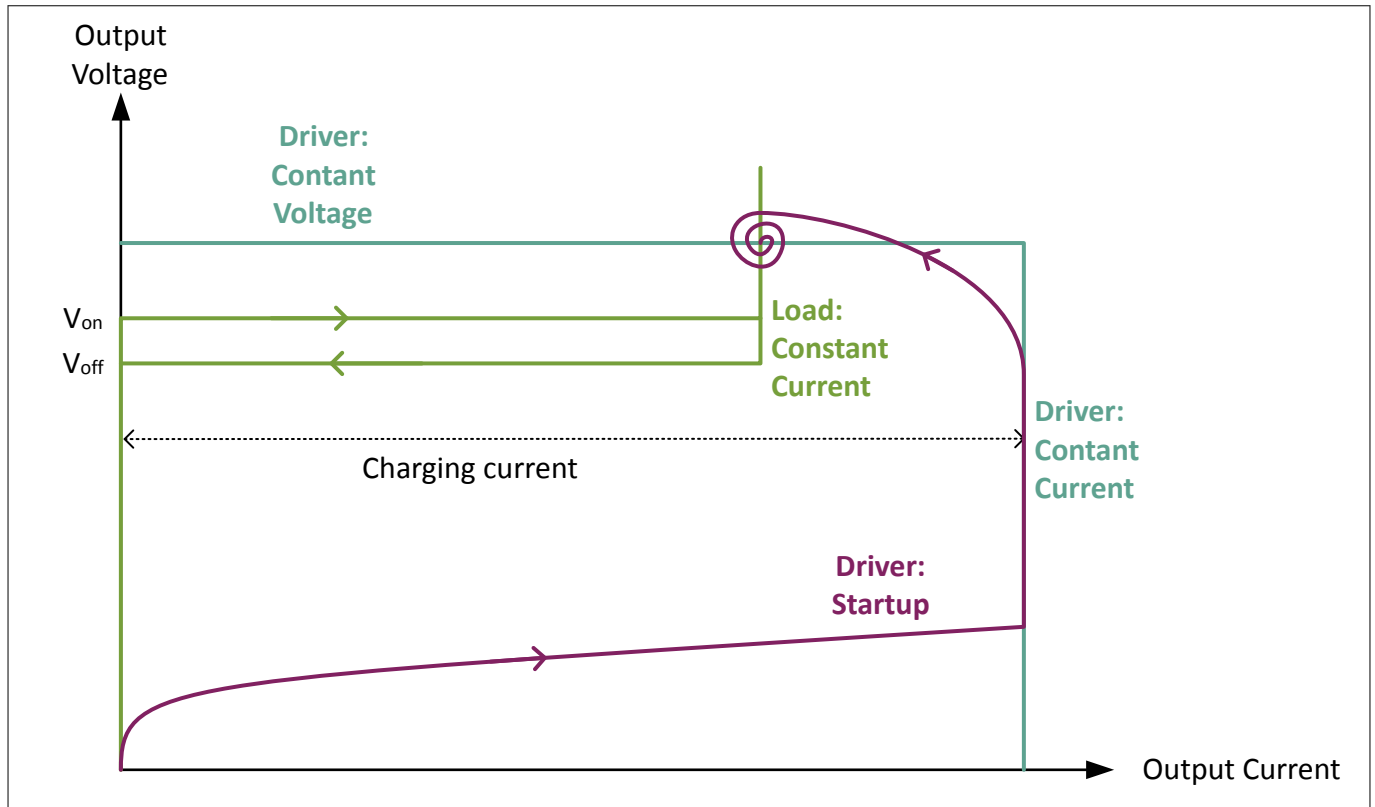 Output
Voltage
Driver:
Contant
Voltage
Von
Voff
Load:
Constant
Current
Driver:
Contant
Current
Charging current
Driver:
Startup
Output Current